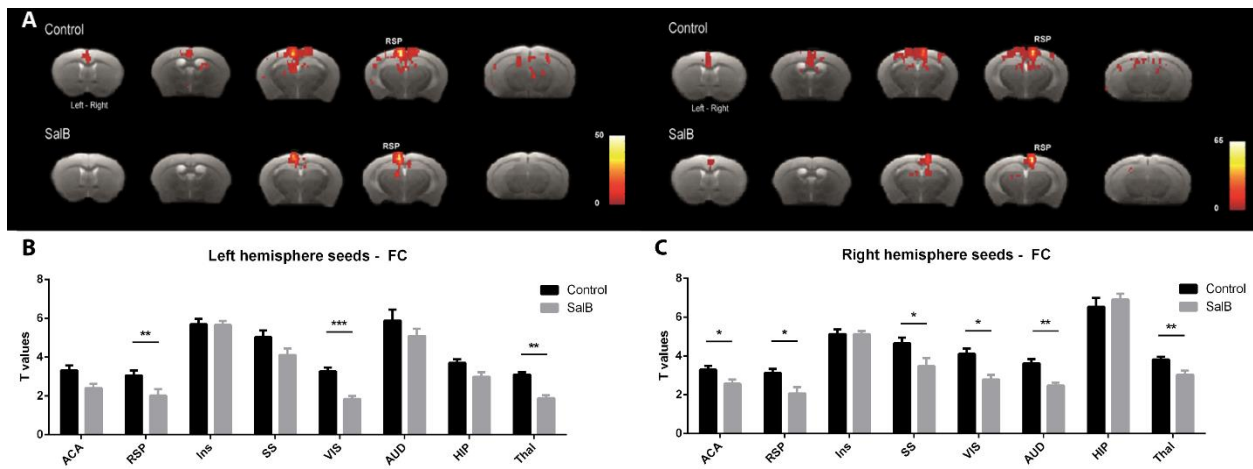 A
Control
RSP
Left - Right
SalB
RSP
50
0
Control
RSP
Left - Right
SalB
RSP
65
0
B
Left hemisphere seeds - FC
Control
SalB
T values
8
6
4
2
0
**
***
**
ACA
RSP
Ins
SS
VIS
AUD
HIP
Thal
C
Right hemisphere seeds - FC
Control
SalB
T values
8
6
4
2
0
*
*
*
*
**
**
ACA
RSP
Ins
SS
VIS
AUD
HIP
Thal